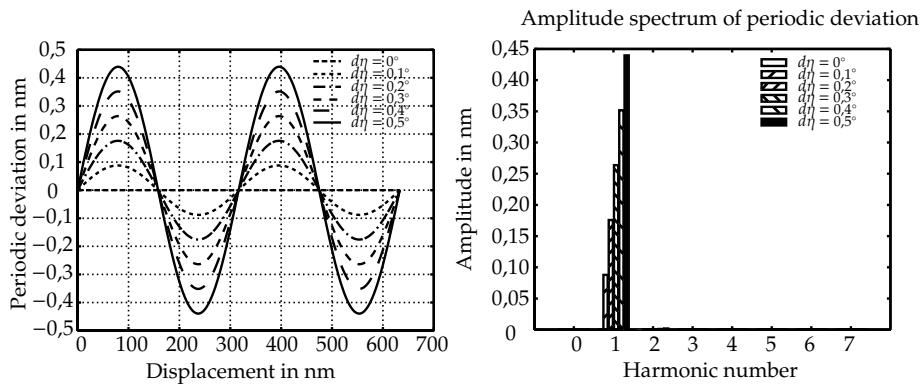 Periodic deviation in nm
0,5
0,4
0,3
0,2
0,1
0
−0,1
−0,2
−0,3
−0,4
−0,5
0 100 200 300 400 500 600 700
Displacement in nm
dη = 0°
dη = 0,1°
dη = 0,2°
dη = 0,3°
dη = 0,4°
dη = 0,5°
Amplitude spectrum of periodic deviation
Amplitude in nm
0,45
0,40
0,35
0,30
0,25
0,20
0,15
0,10
0,05
0
0 1 2 3 4 5 6 7
Harmonic number
dη = 0°
dη = 0,1°
dη = 0,2°
dη = 0,3°
dη = 0,4°
dη = 0,5°